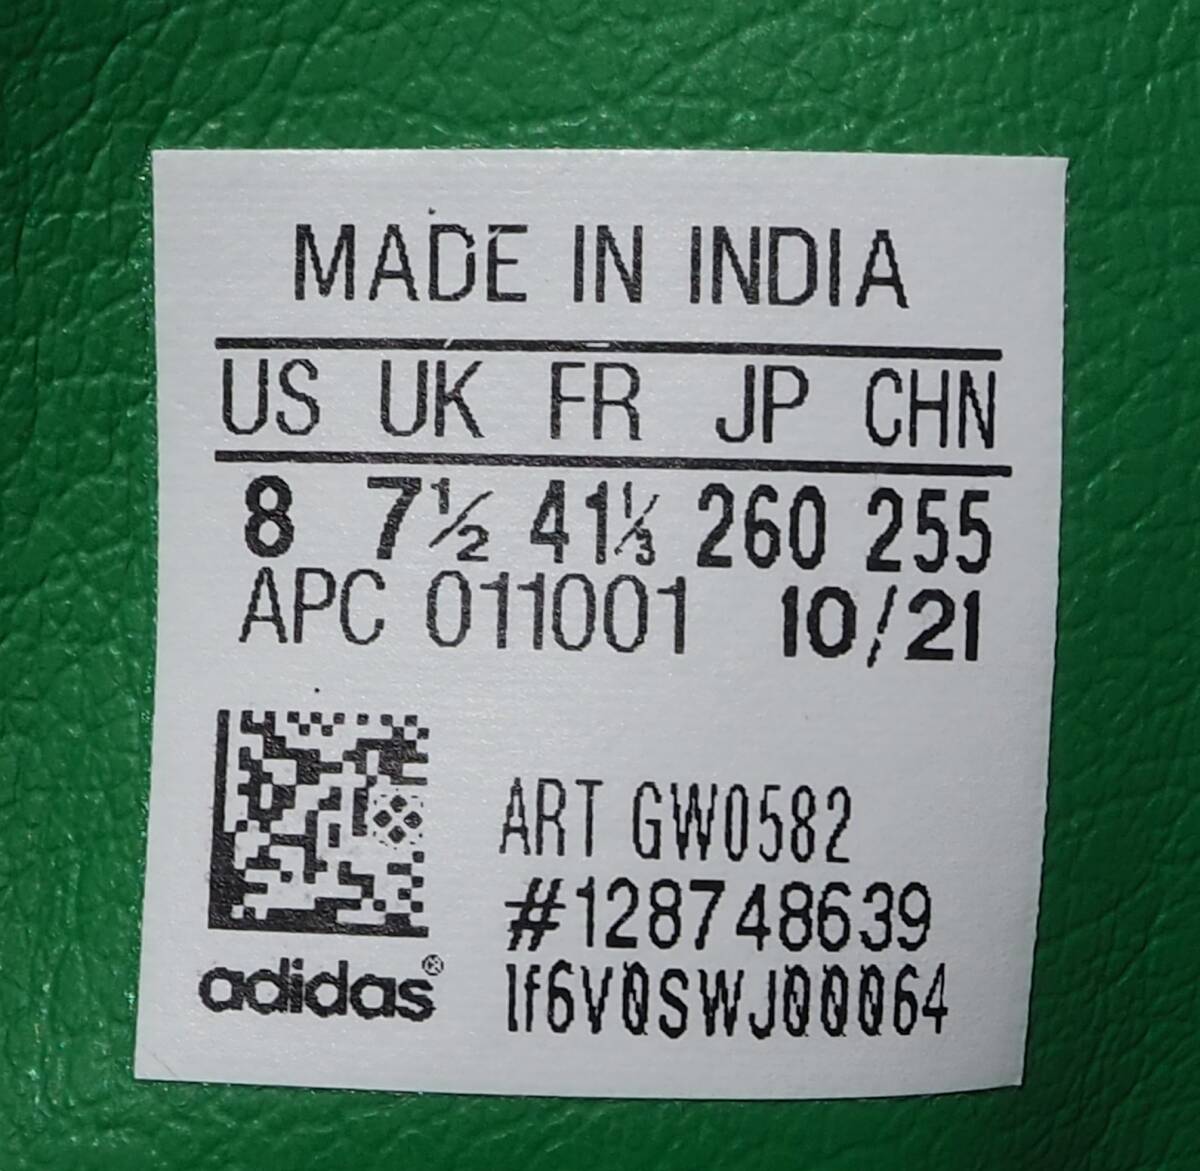 MADE IN INDIA
US UK FR JP CHN
8 7½ 41⅓ 260 255
APC 011001 10/21
ART GW0582
#128748639
adidas®
lf6V0SWJ00064